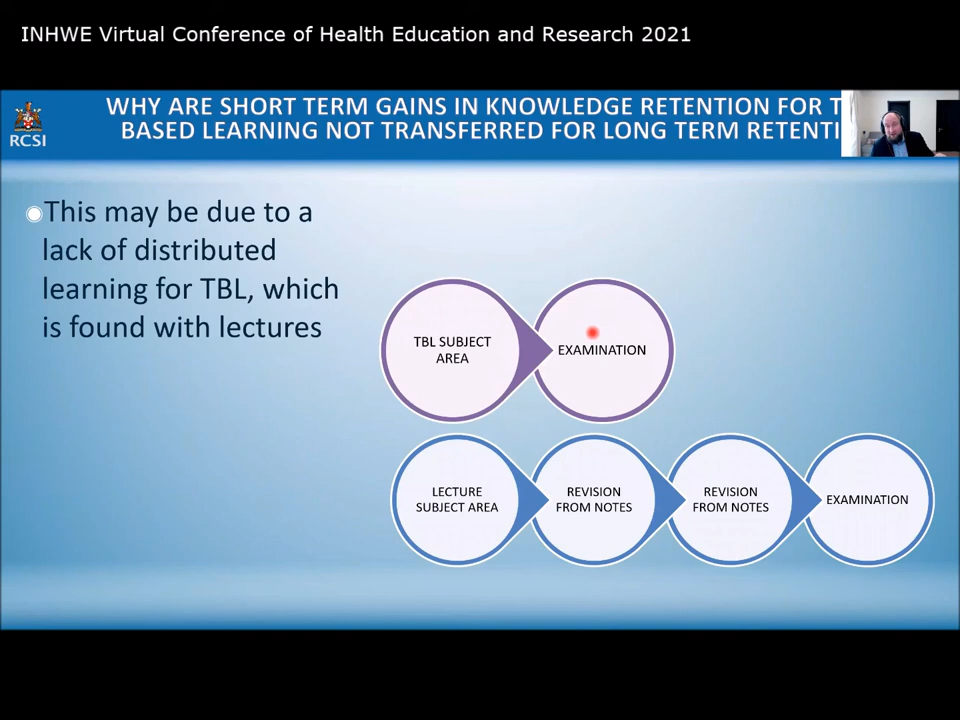 INHWE Virtual Conference of Health Education and Research 2021
WHY ARE SHORT TERM GAINS IN KNOWLEDGE RETENTION FOR T
BASED LEARNING NOT TRANSFERRED FOR LONG TERM RETENTI
RCSI
This may be due to a
lack of distributed
learning for TBL, which
is found with lectures
TBL SUBJECT
AREA
EXAMINATION
LECTURE
SUBJECT AREA
REVISION
FROM NOTES
REVISION
FROM NOTES
EXAMINATION